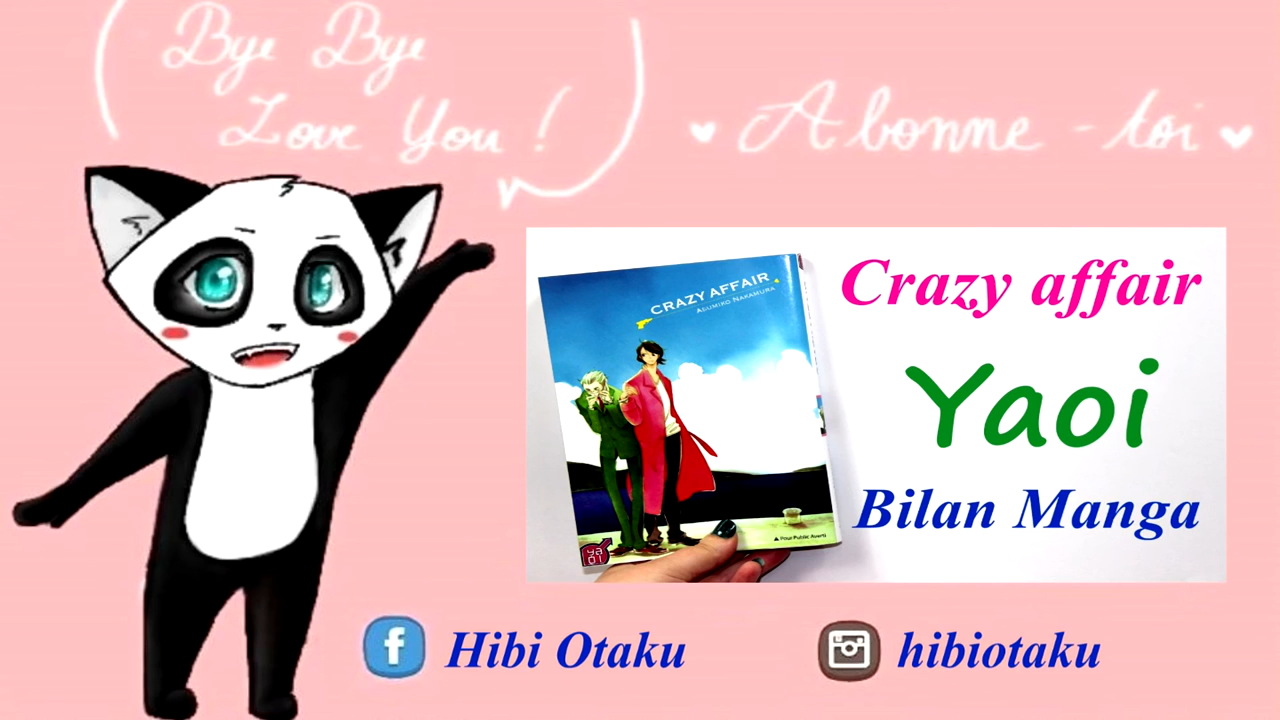 Bye Bye
Love You !
Abonne-toi
CRAZY AFFAIR
ASUMIKO NAKAMURA
Crazy affair
Yaoi
Bilan Manga
Pour Public Averti
yaoi
f
Hibi Otaku
hibiotaku